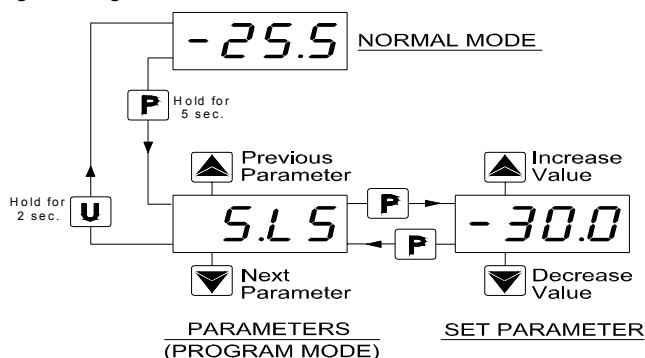 -25.5
NORMAL MODE
P
Hold for
5 sec.
Previous
Parameter
Increase
Value
Hold for
2 sec.
U
S.LS
P
P
-30.0
Next
Parameter
Decrease
Value
PARAMETERS
(PROGRAM MODE)
SET PARAMETER